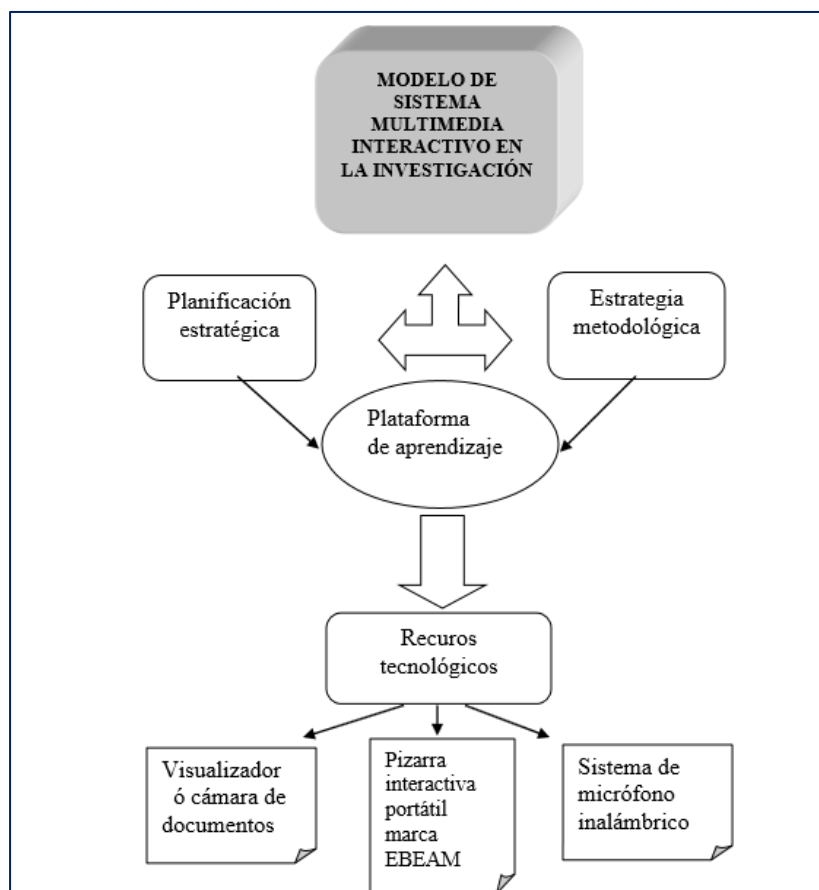 MODELO DE
SISTEMA
MULTIMEDIA
INTERACTIVO EN
LA INVESTIGACIÓN
Planificación
estratégica
Estrategia
metodológica
Plataforma
de aprendizaje
Recuros
tecnológicos
Visualizador
ó cámara de
documentos
Pizarra
interactiva
portátil
marca
EBEAM
Sistema de
micrófono
inalámbrico